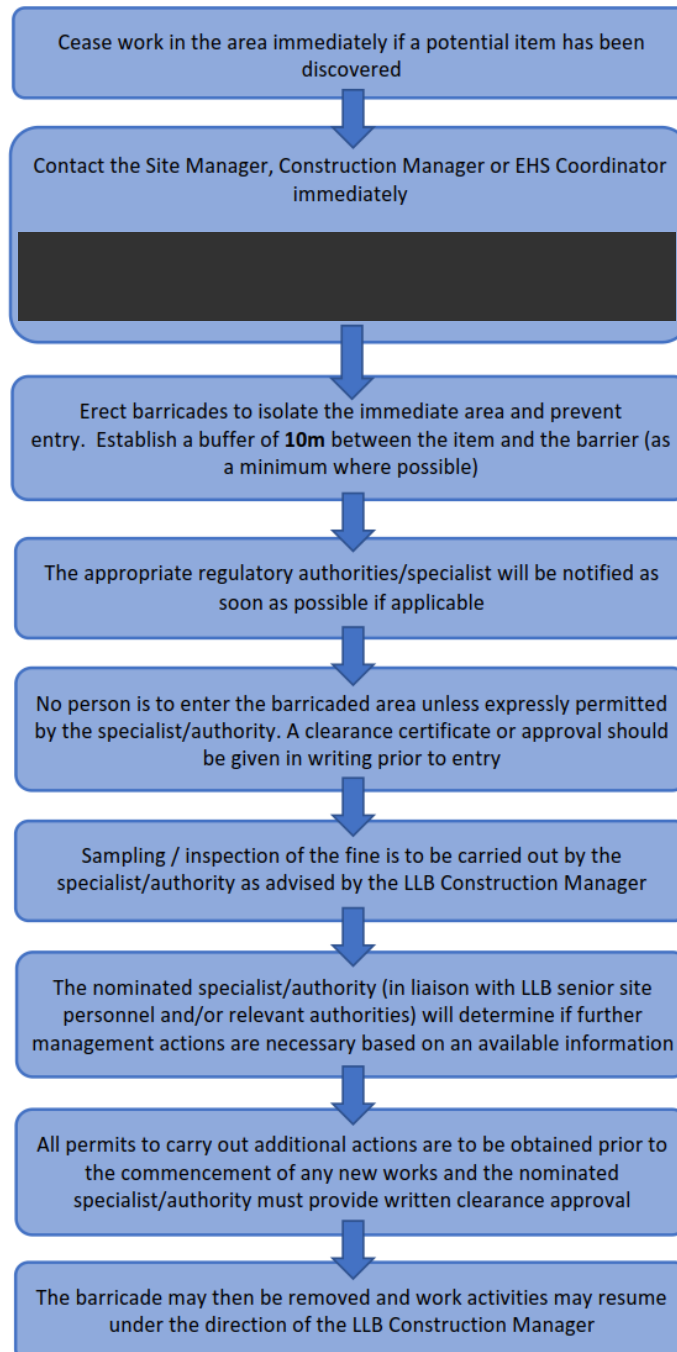 Cease work in the area immediately if a potential item has been
discovered
Contact the Site Manager, Construction Manager or EHS Coordinator
immediately
Erect barricades to isolate the immediate area and prevent
entry. Establish a buffer of 10m between the item and the barrier (as
a minimum where possible)
The appropriate regulatory authorities/specialist will be notified as
soon as possible if applicable
No person is to enter the barricaded area unless expressly permitted
by the specialist/authority. A clearance certificate or approval should
be given in writing prior to entry
Sampling / inspection of the fine is to be carried out by the
specialist/authority as advised by the LLB Construction Manager
The nominated specialist/authority (in liaison with LLB senior site
personnel and/or relevant authorities) will determine if further
management actions are necessary based on an available information
All permits to carry out additional actions are to be obtained prior to
the commencement of any new works and the nominated
specialist/authority must provide written clearance approval
The barricade may then be removed and work activities may resume
under the direction of the LLB Construction Manager